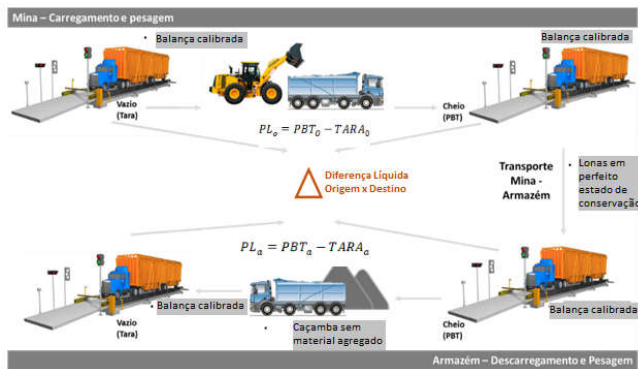 Mina – Carregamento e pesagem
• Balança calibrada
Balança calibrada
Vazio
(Tara)
Cheio
(PBT)
PLₒ = PBT₀ − TARA₀
Diferença Líquida
Origem x Destino
Transporte
Mina -
Armazém
• Lonas em
perfeito
estado de
conservação
PLₐ = PBTₐ − TARAₐ
Vazio
(Tara)
• Balança calibrada
• Caçamba sem
material agregado
Cheio
(PBT)
Balança calibrada
Armazém – Descarregamento e Pesagem